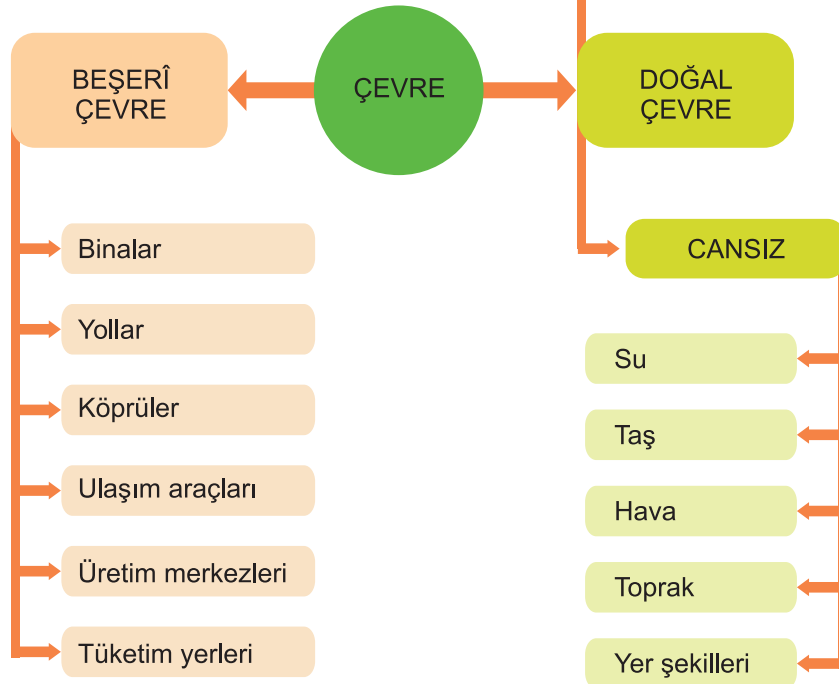 ÇEVRE
BEŞERÎ
ÇEVRE
Binalar
Yollar
Köprüler
Ulaşım araçları
Üretim merkezleri
Tüketim yerleri
DOĞAL
ÇEVRE
CANSIZ
Su
Taş
Hava
Toprak
Yer şekilleri